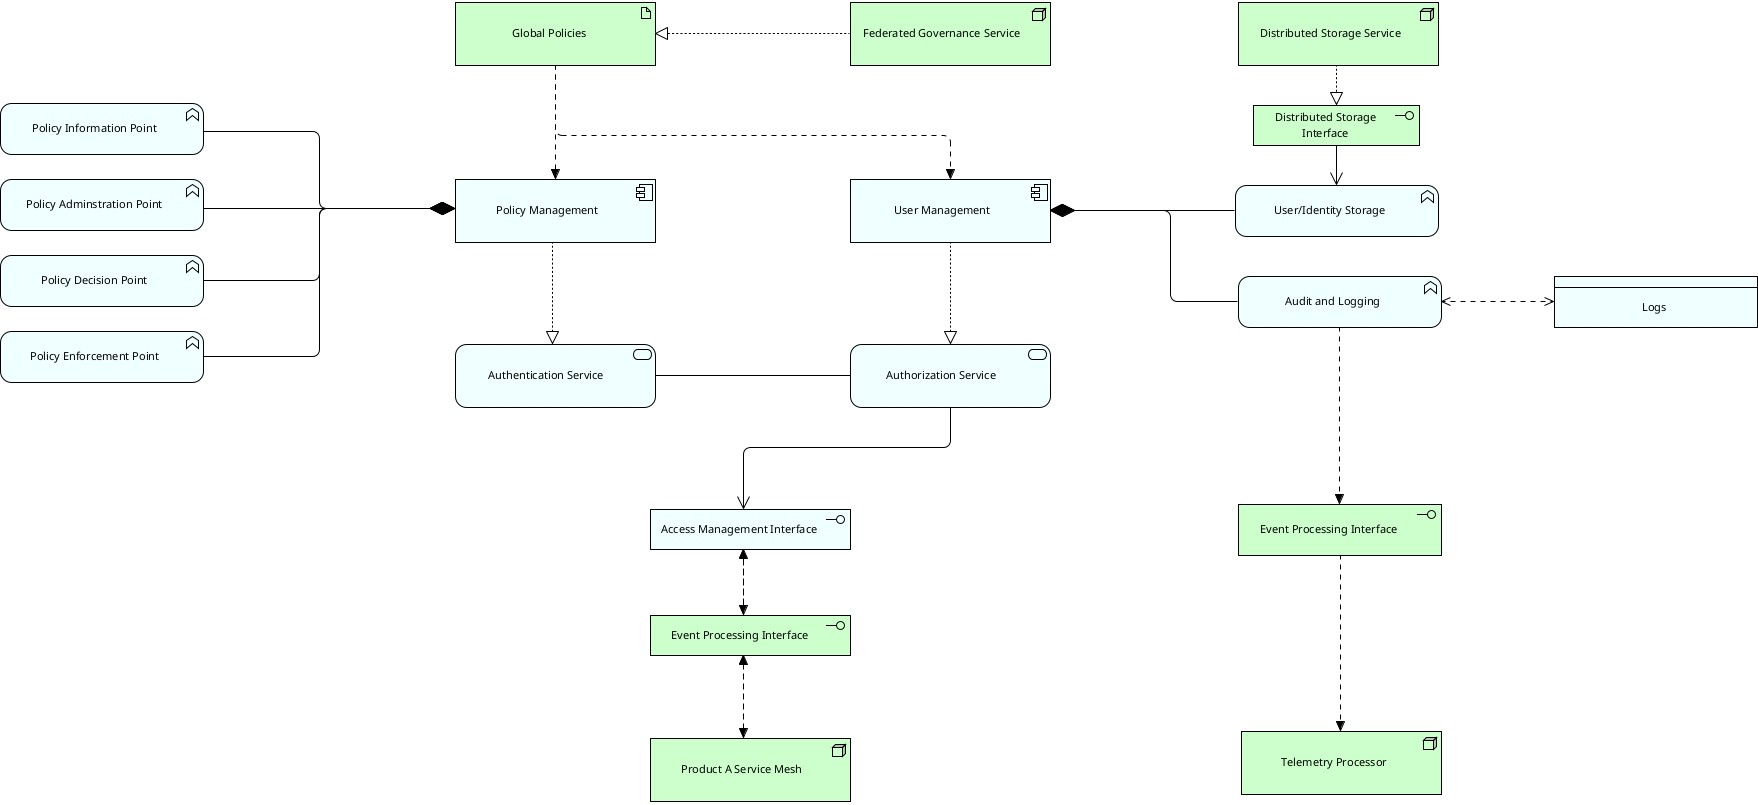 Global Policies
Federated Governance Service
Distributed Storage Service
Distributed Storage
Interface
Policy Information Point
Policy Adminstration Point
Policy Decision Point
Policy Enforcement Point
Policy Management
User Management
User/Identity Storage
Audit and Logging
Logs
Authentication Service
Authorization Service
Access Management Interface
Event Processing Interface
Event Processing Interface
Product A Service Mesh
Telemetry Processor